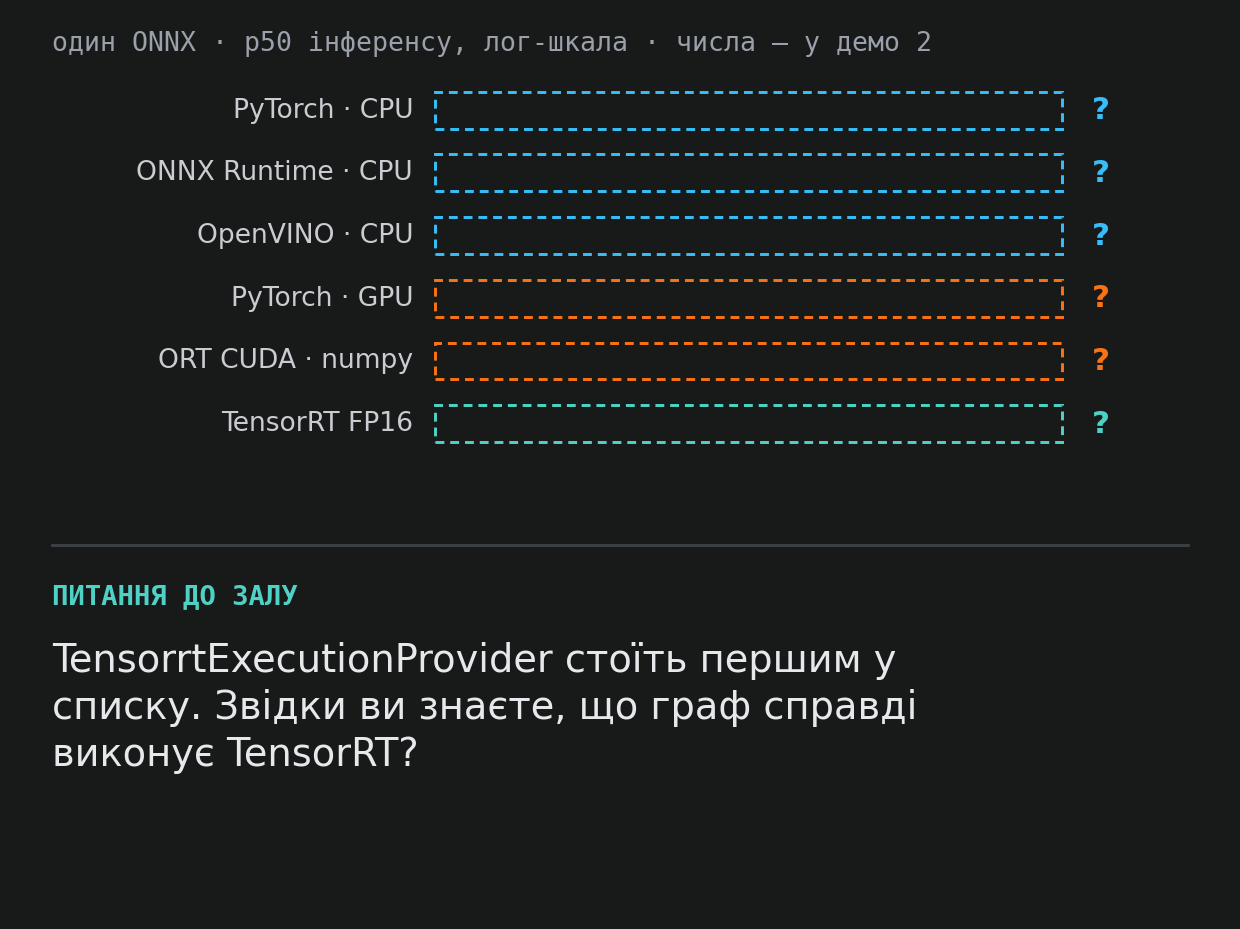 один ONNX · p50 інференсу, лог-шкала · числа — у демо 2
PyTorch · CPU ?
ONNX Runtime · CPU ?
OpenVINO · CPU ?
PyTorch · GPU ?
ORT CUDA · numpy ?
TensorRT FP16 ?
ПИТАННЯ ДО ЗАЛУ
TensorrtExecutionProvider стоїть першим у
списку. Звідки ви знаєте, що граф справді
виконує TensorRT?